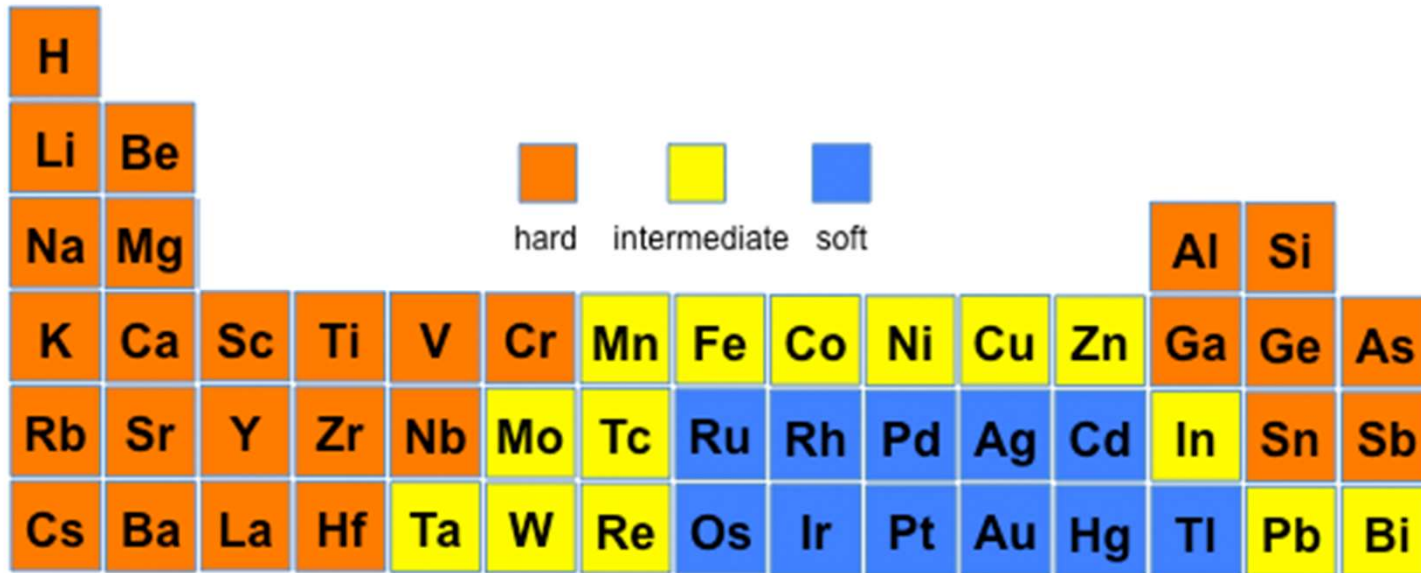 H
Li Be
hard intermediate soft
Na Mg Al Si
K Ca Sc Ti V Cr Mn Fe Co Ni Cu Zn Ga Ge As
Rb Sr Y Zr Nb Mo Tc Ru Rh Pd Ag Cd In Sn Sb
Cs Ba La Hf Ta W Re Os Ir Pt Au Hg Tl Pb Bi